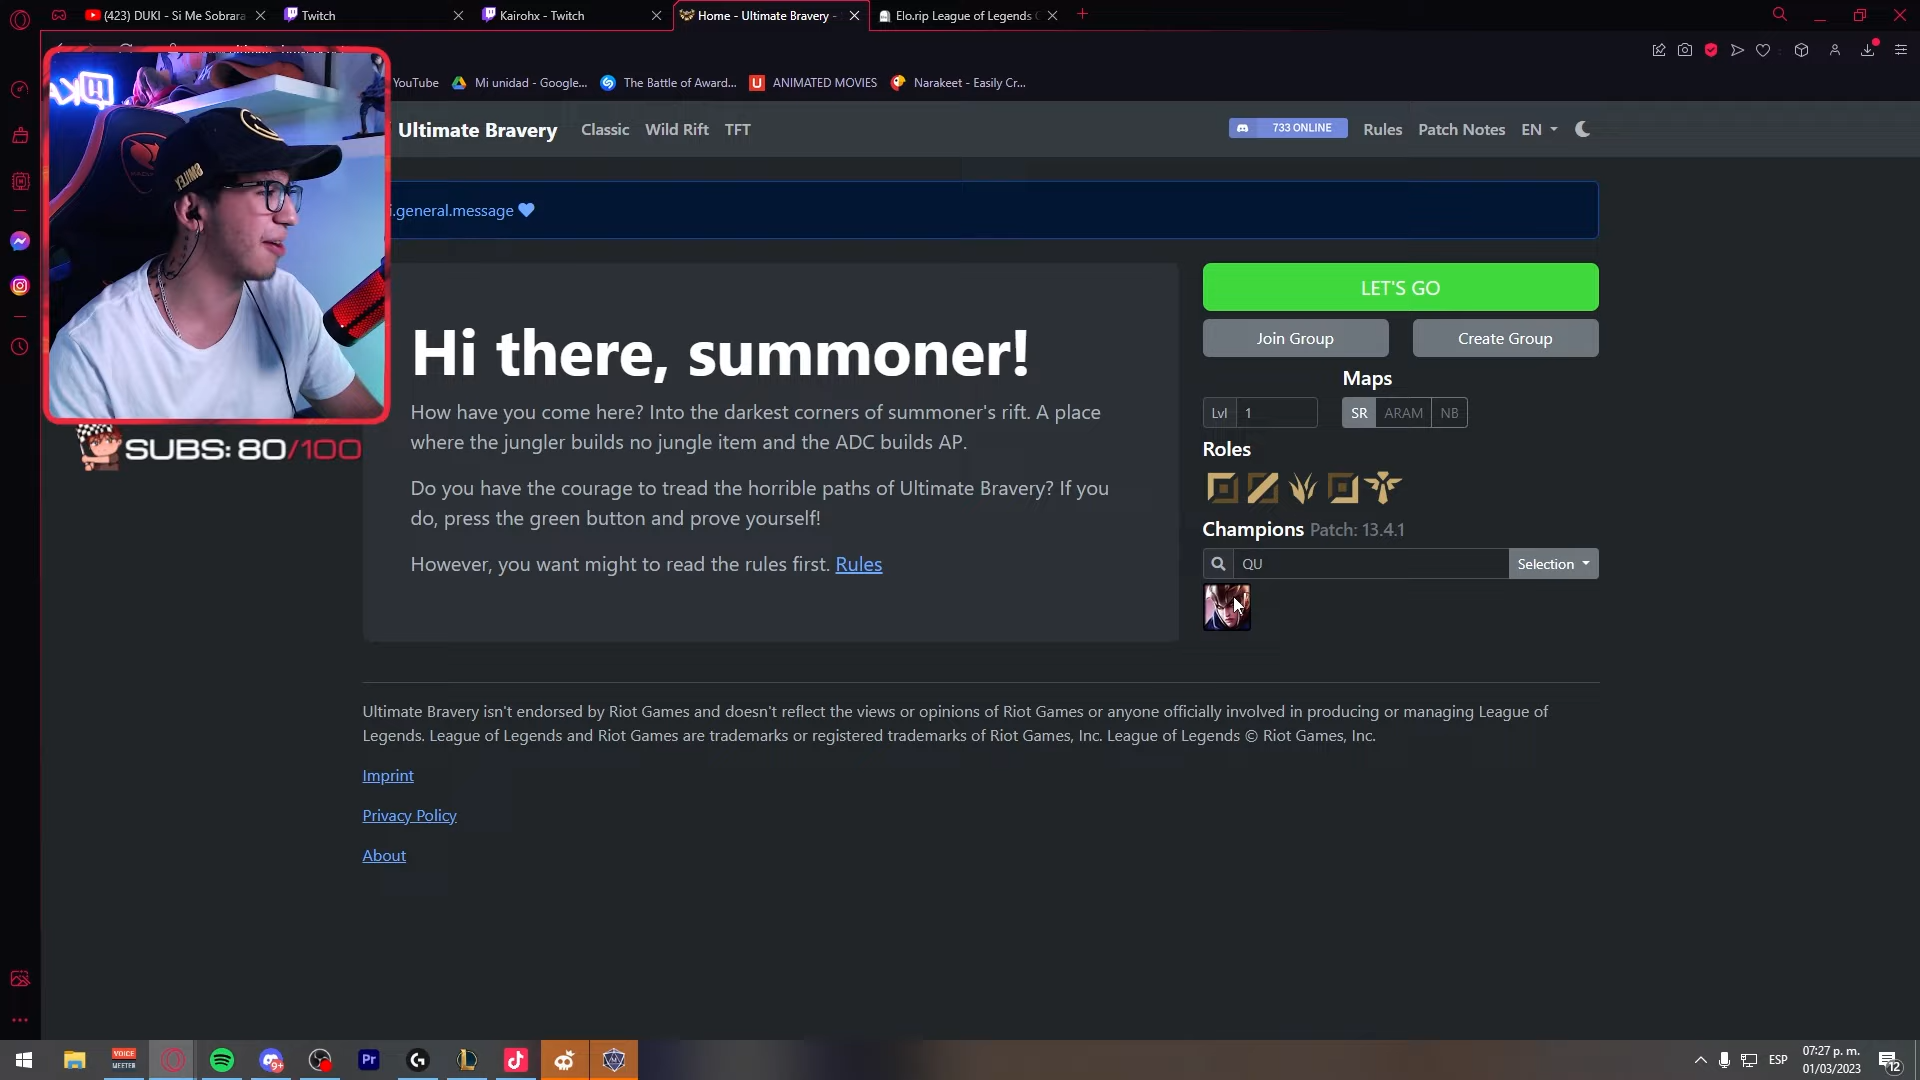 (423) DUKI - Si Me Sobrara
Twitch
Kairohx - Twitch
Home - Ultimate Bravery -
Elo.rip League of Legends
YouTube
Mi unidad - Google...
The Battle of Award...
ANIMATED MOVIES
Narakeet - Easily Cr...
Ultimate Bravery
Classic
Wild Rift
TFT
733 ONLINE
Rules
Patch Notes
EN
i.general.message
LET'S GO
Join Group
Create Group
Hi there, summoner!
How have you come here? Into the darkest corners of summoner's rift. A place
where the jungler builds no jungle item and the ADC builds AP.
Do you have the courage to tread the horrible paths of Ultimate Bravery? If you
do, press the green button and prove yourself!
However, you want might to read the rules first. Rules
Maps
Lvl 1
SR ARAM NB
Roles
Champions Patch: 13.4.1
QU
Selection
SUBS: 80/100
Ultimate Bravery isn't endorsed by Riot Games and doesn't reflect the views or opinions of Riot Games or anyone officially involved in producing or managing League of
Legends. League of Legends and Riot Games are trademarks or registered trademarks of Riot Games, Inc. League of Legends © Riot Games, Inc.
Imprint
Privacy Policy
About
VOICE
MEETER
9+
Pr
ESP
07:27 p. m.
01/03/2023
12